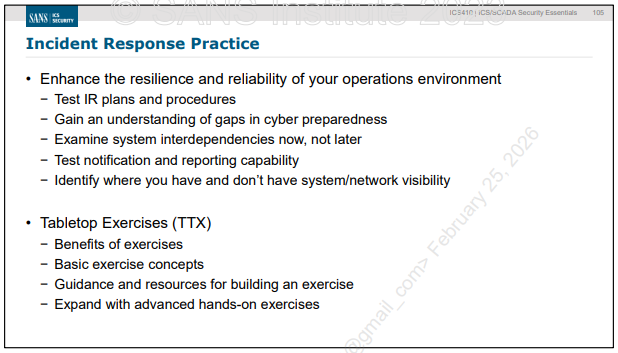 © SANS Institute 2026
SANS ICS SECURITY
ICS410 | ICS/SCADA Security Essentials 105
Incident Response Practice
• Enhance the resilience and reliability of your operations environment
– Test IR plans and procedures
– Gain an understanding of gaps in cyber preparedness
– Examine system interdependencies now, not later
– Test notification and reporting capability
– Identify where you have and don’t have system/network visibility
• Tabletop Exercises (TTX)
– Benefits of exercises
– Basic exercise concepts
– Guidance and resources for building an exercise
– Expand with advanced hands-on exercises
@gmail_com> February 25, 2026